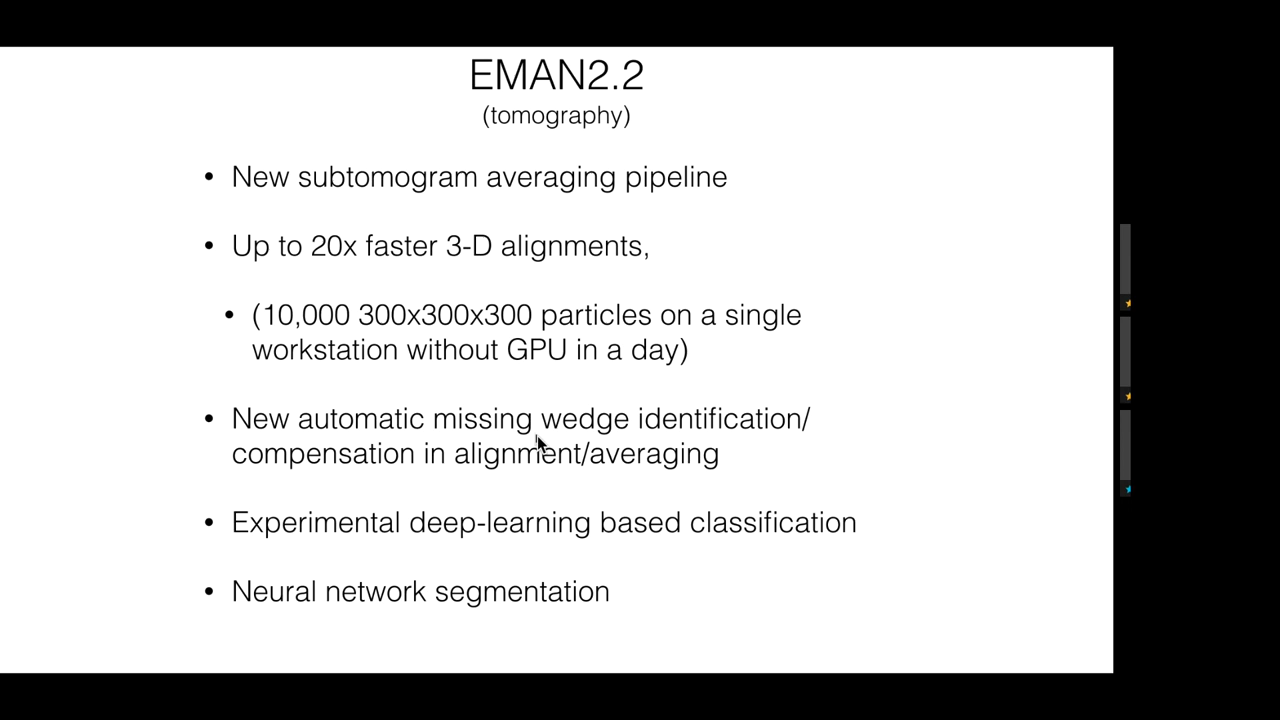 EMAN2.2
(tomography)
• New subtomogram averaging pipeline
• Up to 20x faster 3-D alignments,
• (10,000 300x300x300 particles on a single
workstation without GPU in a day)
• New automatic missing wedge identification/
compensation in alignment/averaging
• Experimental deep-learning based classification
• Neural network segmentation